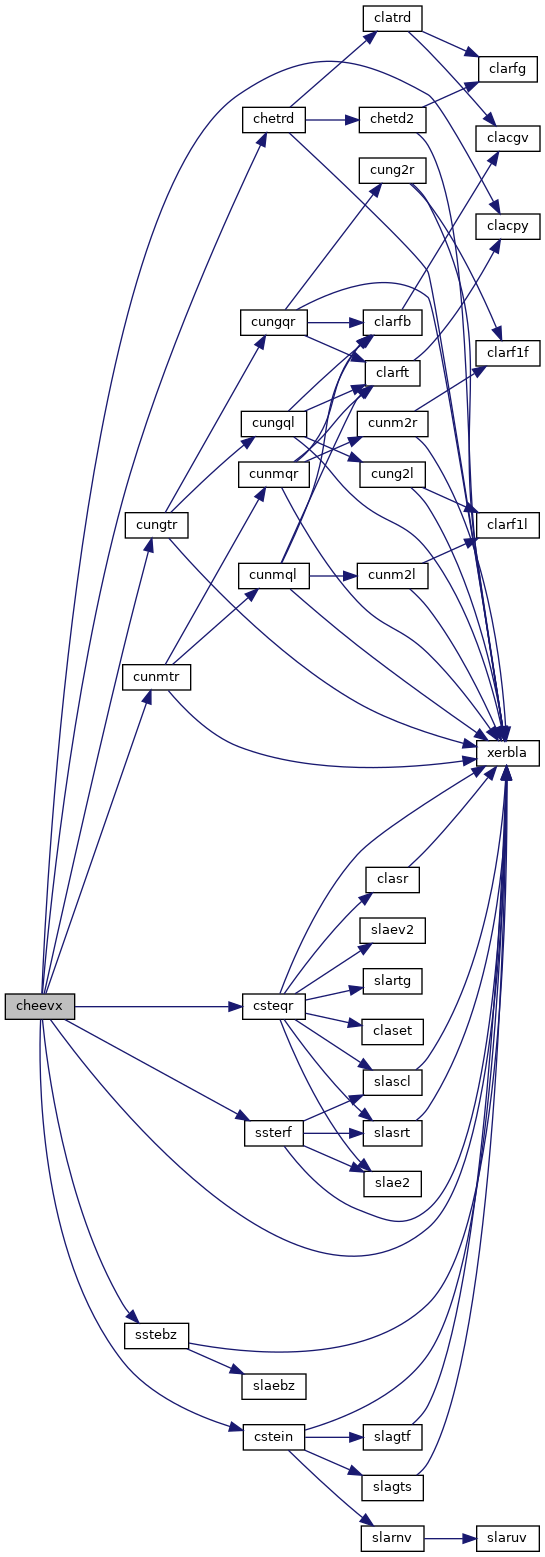 clatrd
clarfg
chetrd
chetd2
clacgv
cung2r
clacpy
cungqr
clarfb
clarf1f
clarft
cungql
cunm2r
cunmqr
cung2l
cungtr
clarf1l
cunmql
cunm2l
cunmtr
xerbla
clasr
slaev2
slartg
cheevx
csteqr
claset
slascl
ssterf
slasrt
slae2
sstebz
slaebz
cstein
slagtf
slagts
slarnv
slaruv